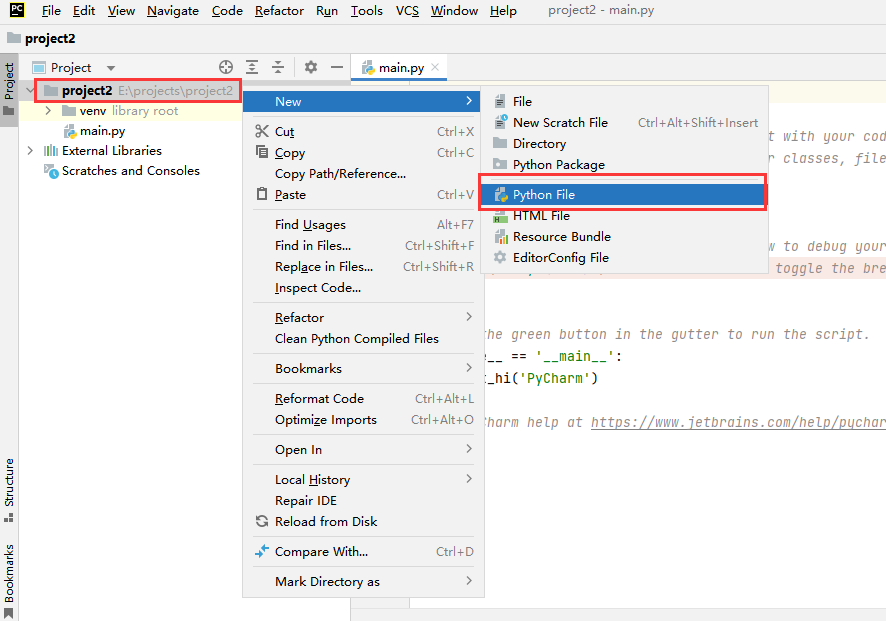 PC File Edit View Navigate Code Refactor Run Tools VCS Window Help project2 - main.py
project2
Project
Project
main.py
project2 E:\projects\project2
venv library root
main.py
External Libraries
Scratches and Consoles
New
Cut Ctrl+X
Copy Ctrl+C
Copy Path/Reference...
Paste Ctrl+V
Find Usages Alt+F7
Find in Files... Ctrl+Shift+F
Replace in Files... Ctrl+Shift+R
Inspect Code...
Refactor
Clean Python Compiled Files
Bookmarks
Reformat Code Ctrl+Alt+L
Optimize Imports Ctrl+Alt+O
Open In
Local History
Repair IDE
Reload from Disk
Compare With... Ctrl+D
Mark Directory as
File
New Scratch File Ctrl+Alt+Shift+Insert
Directory
Python Package
Python File
HTML File
Resource Bundle
EditorConfig File
t with your cod
r classes, file
w to debug your
toggle the bre
the green button in the gutter to run the script.
e__ == '__main__':
t_hi('PyCharm')
Charm help at https://www.jetbrains.com/help/pychar
Structure
Bookmarks